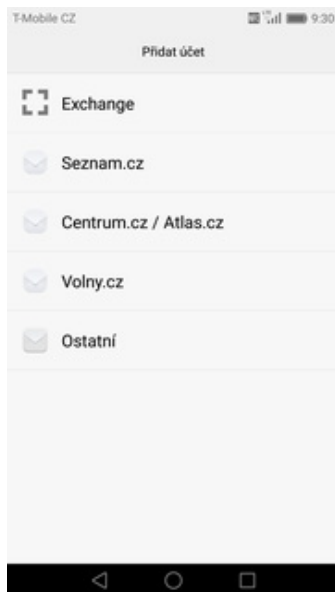 T-Mobile CZ 9:30
Přidat účet
Exchange
Seznam.cz
Centrum.cz / Atlas.cz
Volny.cz
Ostatní